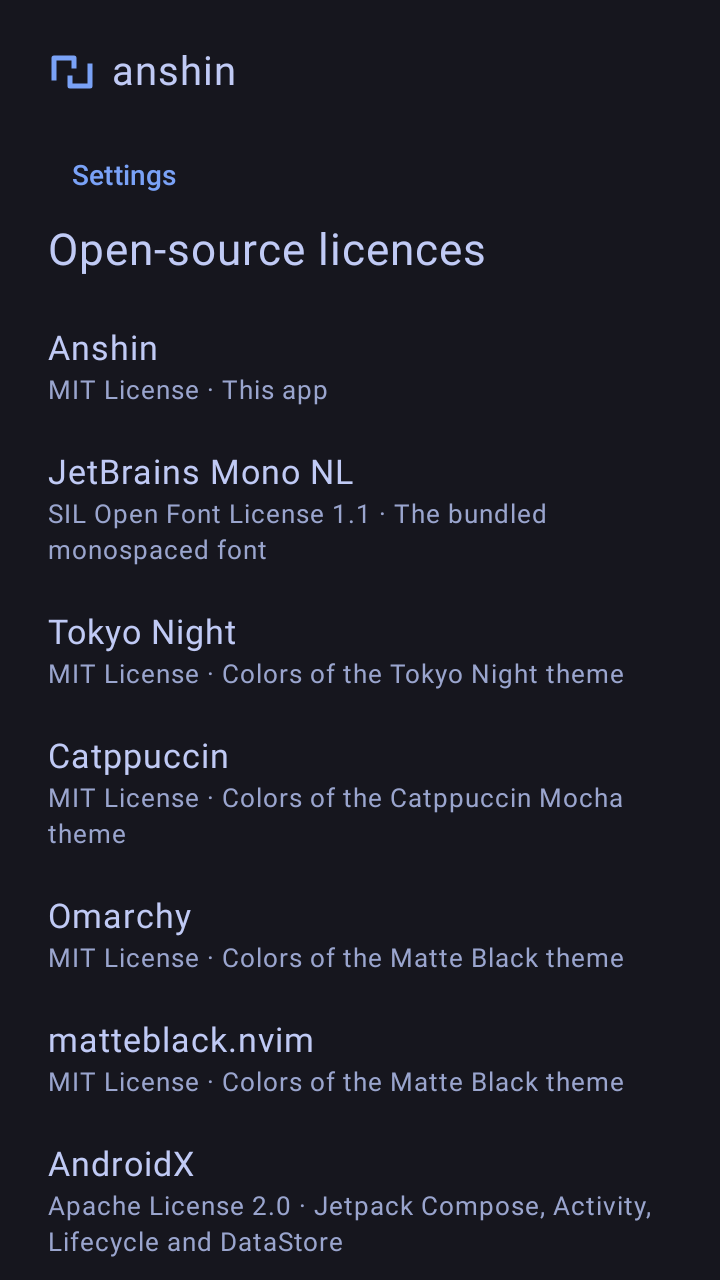 anshin
Settings
Open-source licences
Anshin
MIT License · This app
JetBrains Mono NL
SIL Open Font License 1.1 · The bundled
monospaced font
Tokyo Night
MIT License · Colors of the Tokyo Night theme
Catppuccin
MIT License · Colors of the Catppuccin Mocha
theme
Omarchy
MIT License · Colors of the Matte Black theme
matteblack.nvim
MIT License · Colors of the Matte Black theme
AndroidX
Apache License 2.0 · Jetpack Compose, Activity,
Lifecycle and DataStore